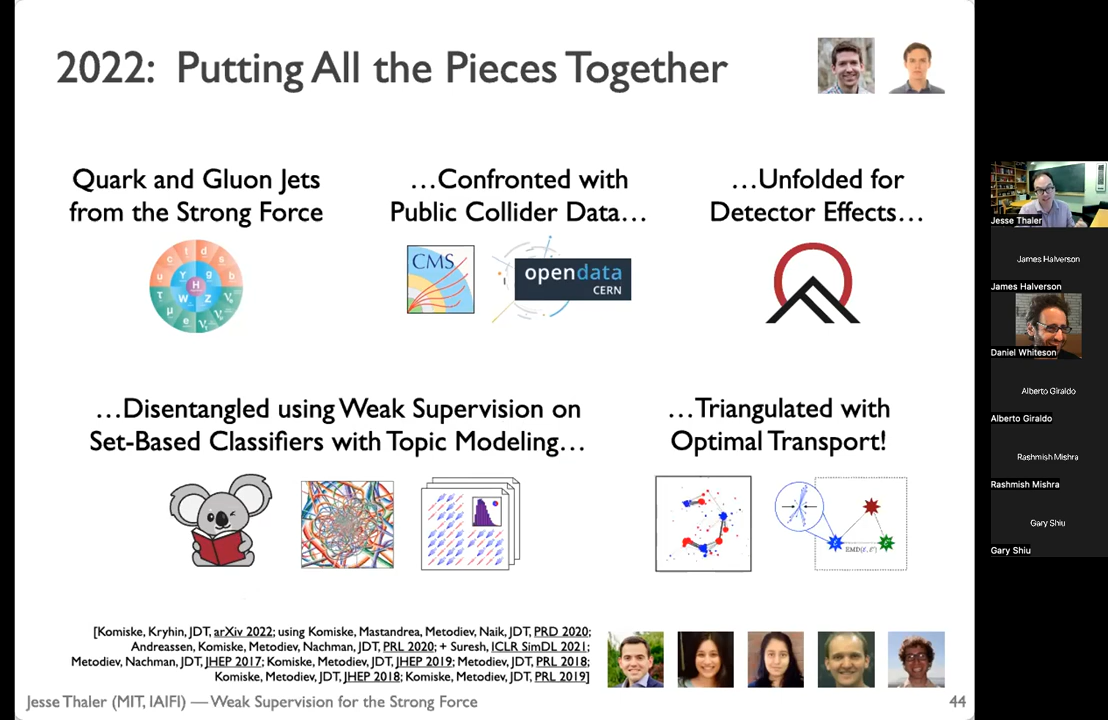 2022: Putting All the Pieces Together
Quark and Gluon Jets
from the Strong Force
…Confronted with
Public Collider Data…
…Unfolded for
Detector Effects…
u c t d s b
γ g
H
W Z
τ μ e
CMS
opendata
CERN
…Disentangled using Weak Supervision on
Set-Based Classifiers with Topic Modeling…
…Triangulated with
Optimal Transport!
[Komiske, Kryhin, JDT, arXiv 2022; using Komiske, Mastandrea, Metodiev, Naik, JDT, PRD 2020;
Andreassen, Komiske, Metodiev, Nachman, JDT, PRL 2020; + Suresh, ICLR SimDL 2021;
Metodiev, Nachman, JDT, JHEP 2017; Komiske, Metodiev, JDT, JHEP 2019; Metodiev, JDT, PRL 2018;
Komiske, Metodiev, JDT, JHEP 2018; Komiske, Metodiev, JDT, PRL 2019]
Jesse Thaler (MIT, IAIFI) — Weak Supervision for the Strong Force
44
Jesse Thaler
James Halverson
James Halverson
Daniel Whiteson
Alberto Giraldo
Alberto Giraldo
Rashmish Mishra
Rashmish Mishra
Gary Shiu
Gary Shiu